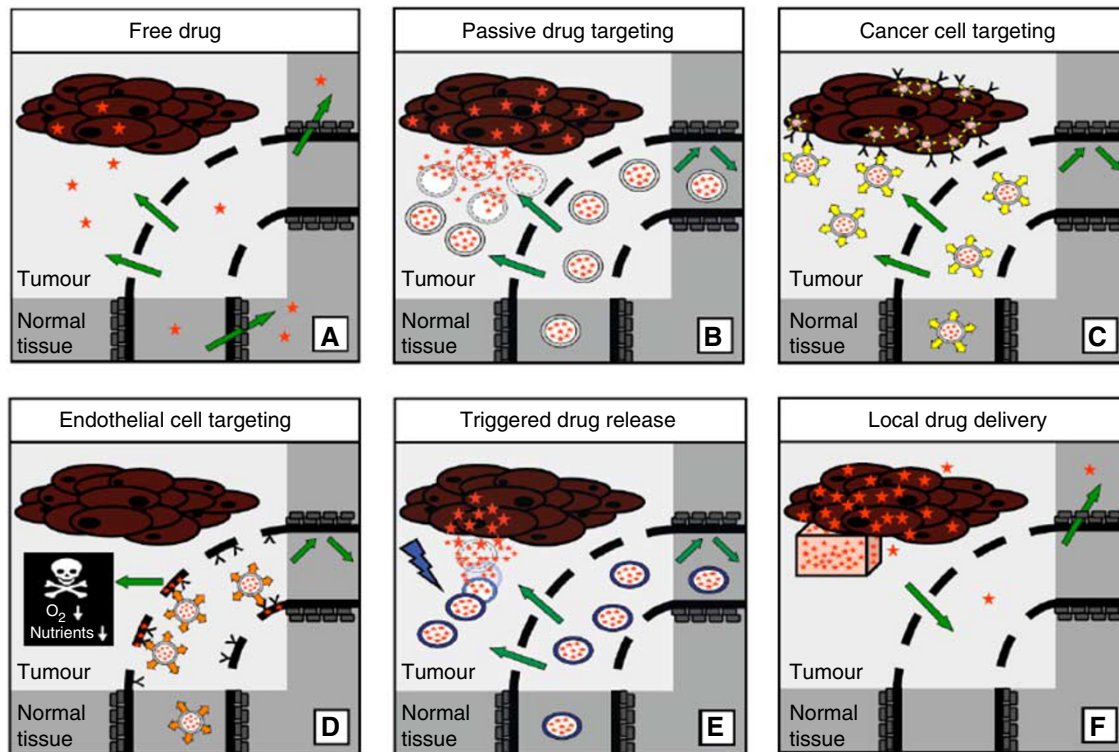 Free drug
Tumour
Normal
tissue
A
Passive drug targeting
Tumour
Normal
tissue
B
Cancer cell targeting
Tumour
Normal
tissue
C
Endothelial cell targeting
O₂
Nutrients
Tumour
Normal
tissue
D
Triggered drug release
Tumour
Normal
tissue
E
Local drug delivery
Tumour
Normal
tissue
F